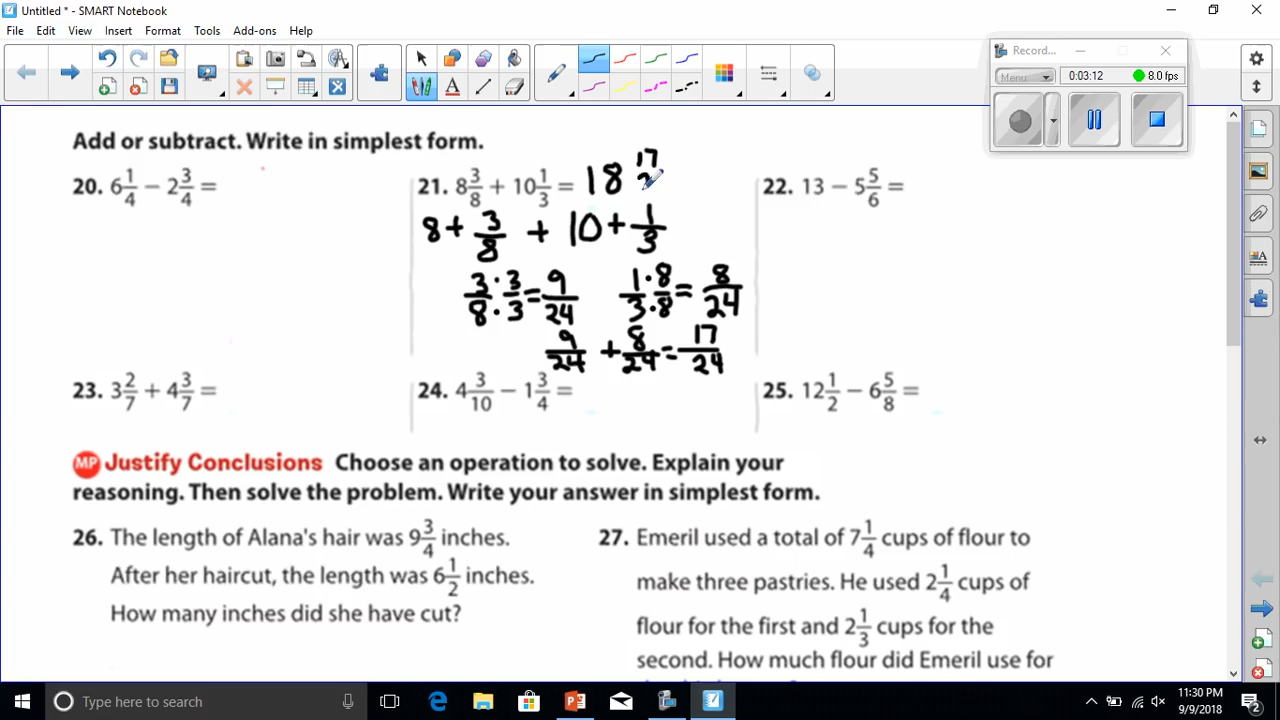 Untitled * - SMART Notebook
File Edit View Insert Format Tools Add-ons Help
Record...
Menu 0:03:12 8.0 fps
Add or subtract. Write in simplest form.
20. 6 1/4 − 2 3/4 =
21. 8 3/8 + 10 1/3 = 18 17/2
22. 13 − 5 5/6 =
8 + 3/8 + 10 + 1/3
3/8 · 3/3 = 9/24 1/3 · 8/8 = 8/24
9/24 + 8/24 = 17/24
23. 3 2/7 + 4 3/7 =
24. 4 3/10 − 1 3/4 =
25. 12 1/2 − 6 5/8 =
MP Justify Conclusions Choose an operation to solve. Explain your
reasoning. Then solve the problem. Write your answer in simplest form.
26. The length of Alana's hair was 9 3/4 inches.
After her haircut, the length was 6 1/2 inches.
How many inches did she have cut?
27. Emeril used a total of 7 1/4 cups of flour to
make three pastries. He used 2 1/4 cups of
flour for the first and 2 1/3 cups for the
second. How much flour did Emeril use for
Type here to search
11:30 PM
9/9/2018
2